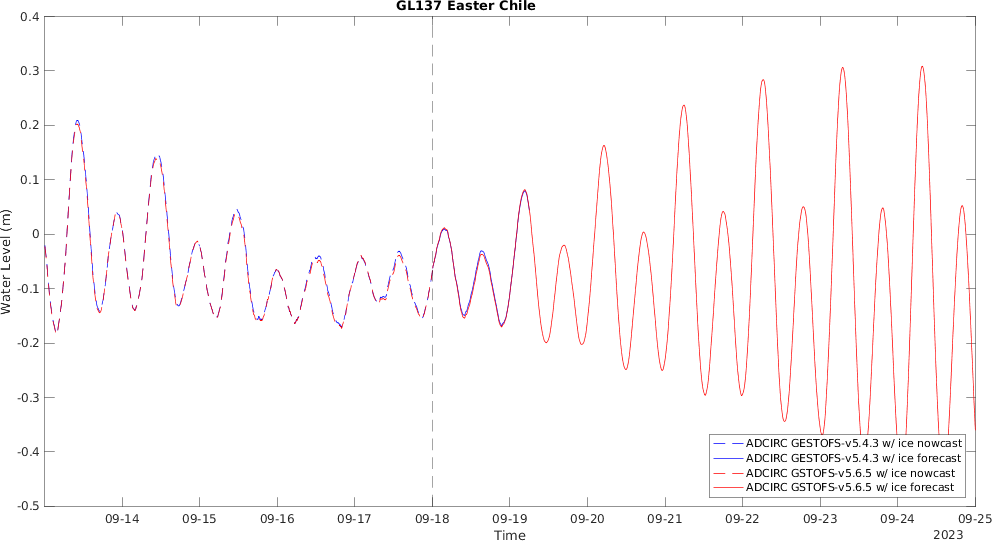 GL137 Easter Chile
0.4
0.3
0.2
0.1
0
-0.1
-0.2
-0.3
-0.4
-0.5
Water Level (m)
ADCIRC GESTOFS-v5.4.3 w/ ice nowcast
ADCIRC GESTOFS-v5.4.3 w/ ice forecast
ADCIRC GSTOFS-v5.6.5 w/ ice nowcast
ADCIRC GSTOFS-v5.6.5 w/ ice forecast
09-14 09-15 09-16 09-17 09-18 09-19 09-20 09-21 09-22 09-23 09-24 09-25
Time
2023